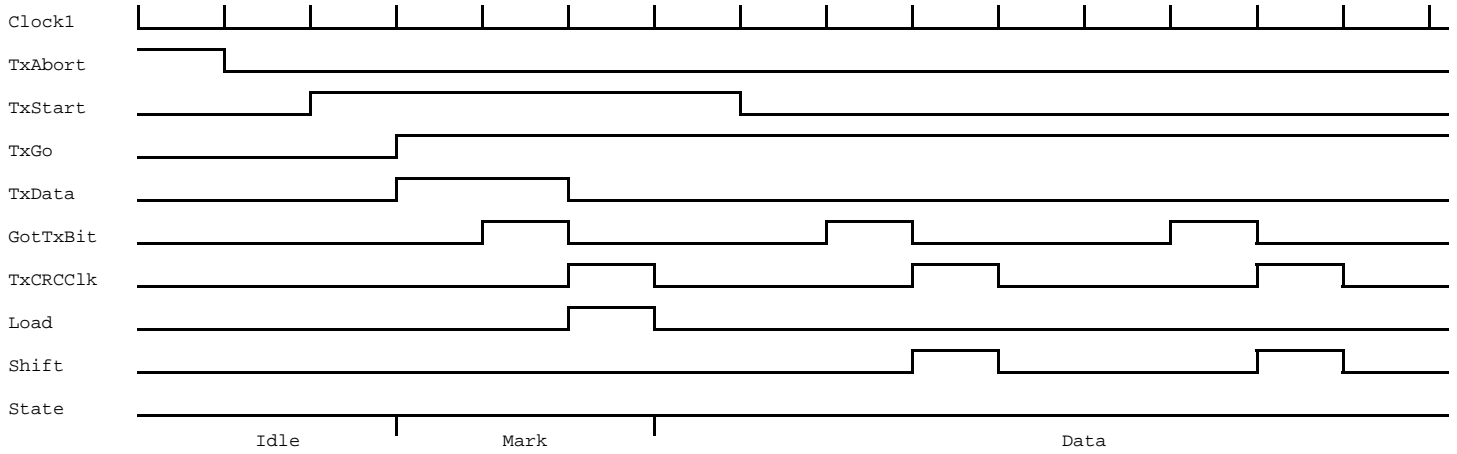 Clock1
TxAbort
TxStart
TxGo
TxData
GotTxBit
TxCRCClk
Load
Shift
State
Idle Mark Data